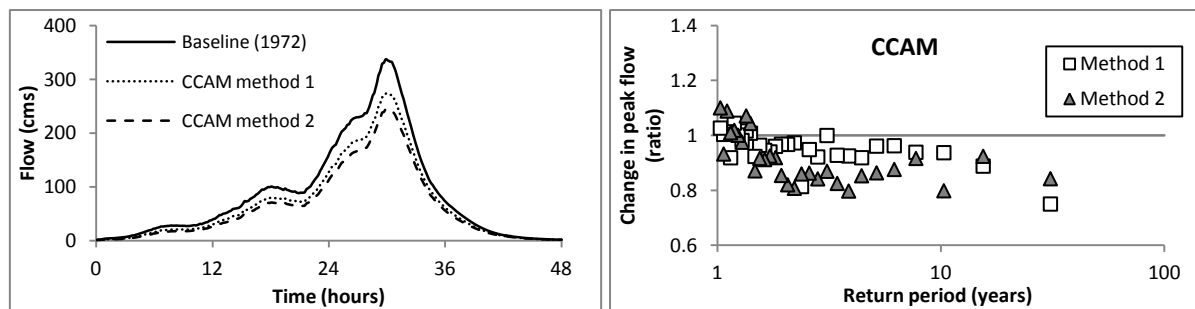 Flow (cms)
400
300
200
100
0
Baseline (1972)
CCAM method 1
CCAM method 2
0 12 24 36 48
Time (hours)
Change in peak flow
(ratio)
1.4
1.2
1
0.8
0.6
CCAM
Method 1
Method 2
1 10 100
Return period (years)